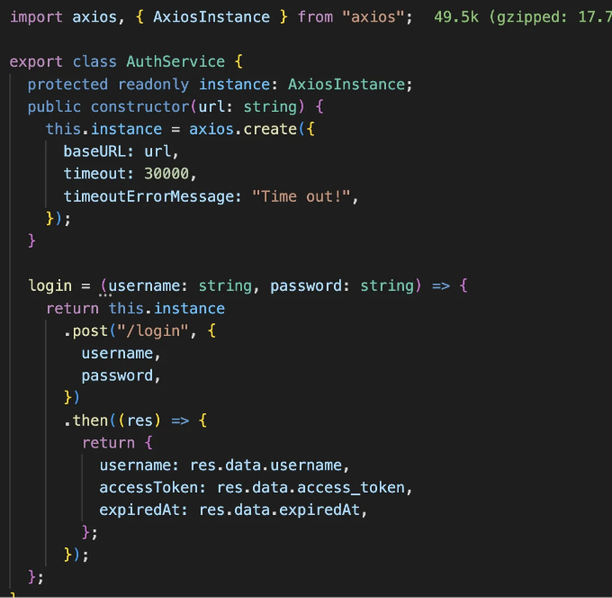 import axios, { AxiosInstance } from "axios"; 49.5k (gzipped: 17.7
export class AuthService {
protected readonly instance: AxiosInstance;
public constructor(url: string) {
this.instance = axios.create({
baseURL: url,
timeout: 30000,
timeoutErrorMessage: "Time out!",
});
}
login = (username: string, password: string) => {
return this.instance
.post("/login", {
username,
password,
})
.then((res) => {
return {
username: res.data.username,
accessToken: res.data.access_token,
expiredAt: res.data.expiredAt,
};
});
};
}